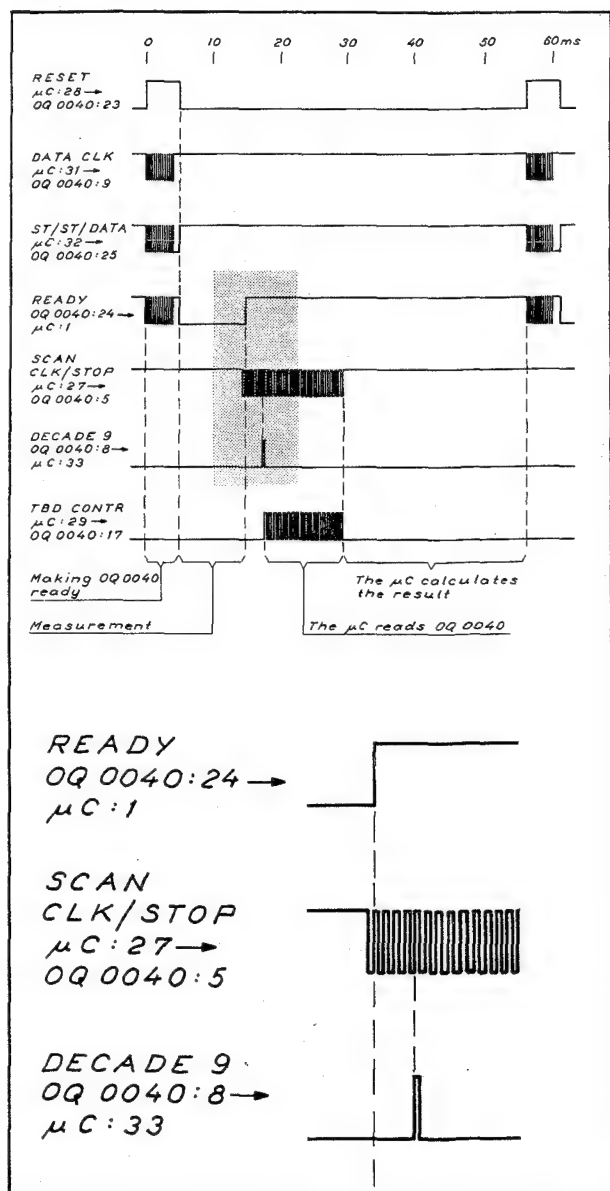 0 10 20 30 40 50 60ms
RESET
μC:28→
OQ 0040:23
DATA CLK
μC:31→
OQ 0040:9
ST/ST/DATA
μC:32→
OQ 0040:25
READY
OQ 0040:24→
μC:1
SCAN
CLK/STOP
μC:27→
OQ 0040:5
DECADE 9
OQ 0040:8→
μC:33
TBD CONTR
μC:29→
OQ 0040:17
Making OQ 0040
ready
The μC calculates
the result
Measurement
The μC reads OQ 0040
READY
OQ 0040:24→
μC:1
SCAN
CLK/STOP
μC:27→
OQ 0040:5
DECADE 9
OQ 0040:8→
μC:33